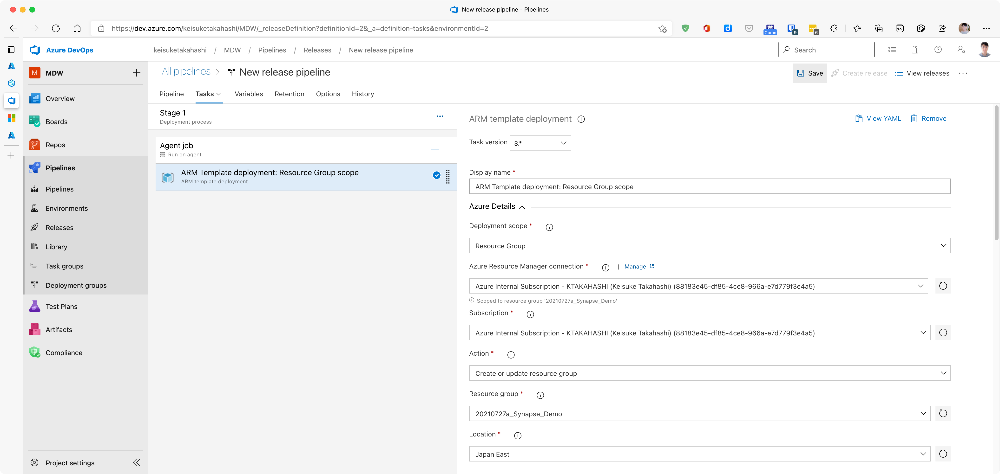 New release pipeline - Pipelines
https://dev.azure.com/keisuketakahashi/MDW/_releaseDefinition?definitionId=2&_a=definition-tasks&environmentId=2
英
Comn
9
6
Azure DevOps
keisuketakahashi / MDW / Pipelines / Releases / New release pipeline
Search
M MDW
All pipelines > New release pipeline
Save
Create release
View releases
Overview
Boards
Repos
Pipelines
Pipelines
Environments
Releases
Library
Task groups
Deployment groups
Test Plans
Artifacts
Compliance
Project settings
Pipeline Tasks Variables Retention Options History
Stage 1
Deployment process
Agent job
Run on agent
ARM Template deployment: Resource Group scope
ARM template deployment
ARM template deployment
View YAML
Remove
Task version 3.*
Display name *
ARM Template deployment: Resource Group scope
Azure Details
Deployment scope *
Resource Group
Azure Resource Manager connection * | Manage
Azure Internal Subscription - KTAKAHASHI (Keisuke Takahashi) (88183e45-df85-4ce8-966a-e7d779f3e4a5)
Scoped to resource group '20210727a_Synapse_Demo'
Subscription *
Azure Internal Subscription - KTAKAHASHI (Keisuke Takahashi) (88183e45-df85-4ce8-966a-e7d779f3e4a5)
Action *
Create or update resource group
Resource group *
20210727a_Synapse_Demo
Location *
Japan East